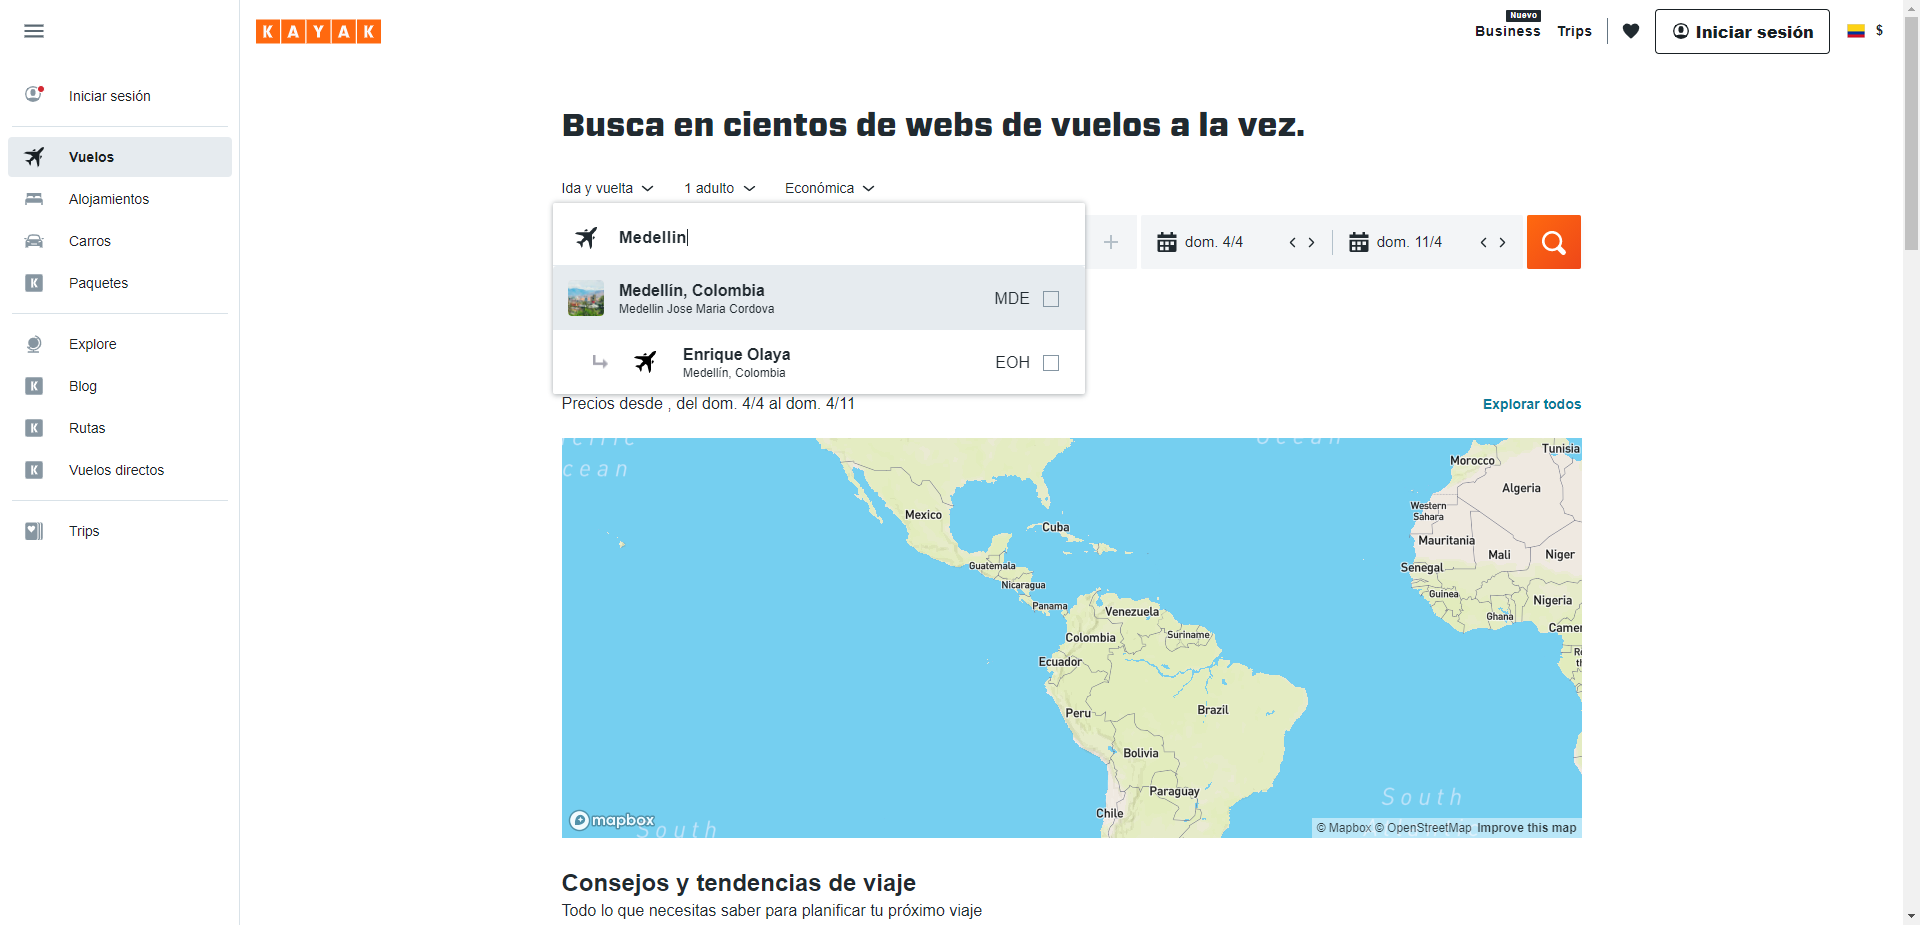 KAYAK
Nuevo
Business
Trips
Iniciar sesión
$
Iniciar sesión
Vuelos
Alojamientos
Carros
Paquetes
Explore
Blog
Rutas
Vuelos directos
Trips
Busca en cientos de webs de vuelos a la vez.
Ida y vuelta
1 adulto
Económica
Medellin
dom. 4/4
dom. 11/4
Medellín, Colombia
Medellin Jose Maria Cordova
MDE
Enrique Olaya
Medellín, Colombia
EOH
Precios desde , del dom. 4/4 al dom. 4/11
Explorar todos
cean
Ocean
Tunisia
Morocco
Algeria
Western
Sahara
Mexico
Cuba
Mauritania
Mali
Niger
Guatemala
Senegal
Nicaragua
Guinea
Panama
Nigeria
Venezuela
Ghana
Suriname
Camer
Colombia
Ecuador
Peru
Brazil
Bolivia
Paraguay
South
Chile
mapbox
South
© Mapbox © OpenStreetMap Improve this map
Consejos y tendencias de viaje
Todo lo que necesitas saber para planificar tu próximo viaje